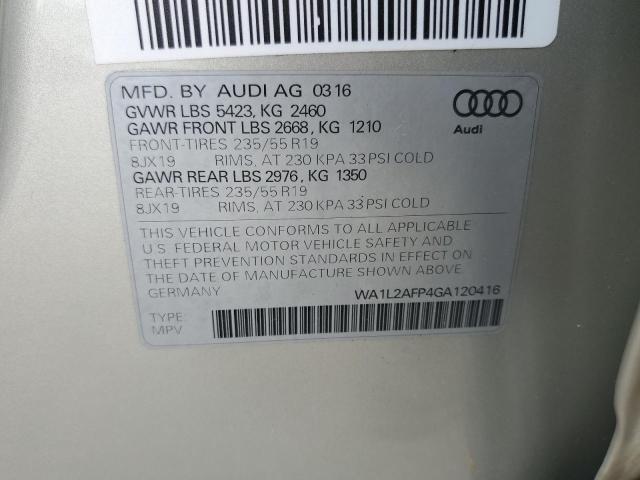 MFD. BY AUDI AG 0316
GVWR LBS 5423, KG 2460
GAWR FRONT LBS 2668, KG 1210
FRONT-TIRES 235/55 R19
8JX19 RIMS, AT 230 KPA 33 PSI COLD
GAWR REAR LBS 2976, KG 1350
REAR-TIRES 235/55 R19
8JX19 RIMS, AT 230 KPA 33 PSI COLD
Audi
THIS VEHICLE CONFORMS TO ALL APPLICABLE
U.S. FEDERAL MOTOR VEHICLE SAFETY AND
THEFT PREVENTION STANDARDS IN EFFECT ON
THE DATE OF MANUFACTURE SHOWN ABOVE.
GERMANY WA1L2AFP4GA120416
TYPE:
MPV